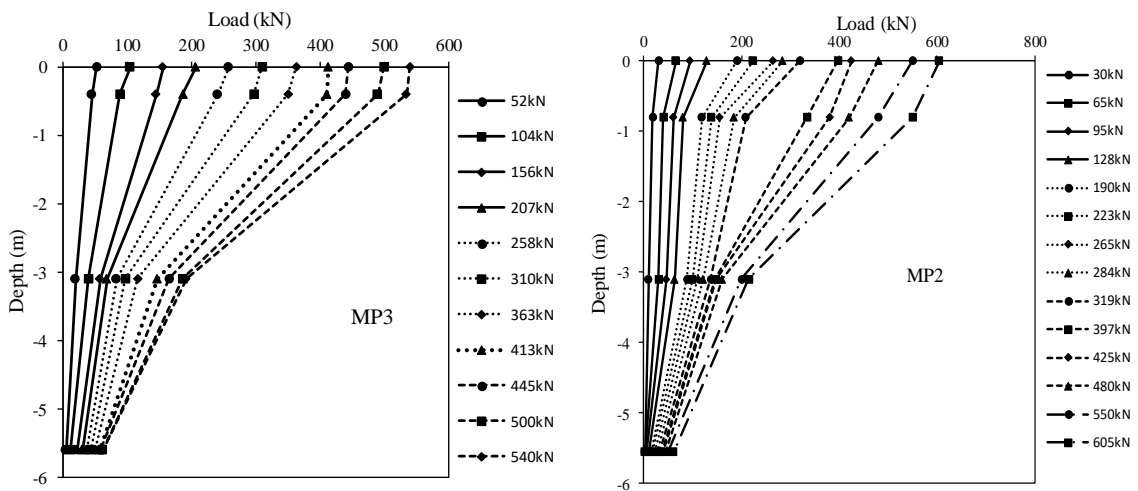 Load (kN)
0 100 200 300 400 500 600
0
-1
-2
-3
-4
-5
-6
Depth (m)
MP3
52kN
104kN
156kN
207kN
258kN
310kN
363kN
413kN
445kN
500kN
540kN
Load (kN)
0 200 400 600 800
0
-1
-2
-3
-4
-5
-6
Depth (m)
MP2
30kN
65kN
95kN
128kN
190kN
223kN
265kN
284kN
319kN
397kN
425kN
480kN
550kN
605kN